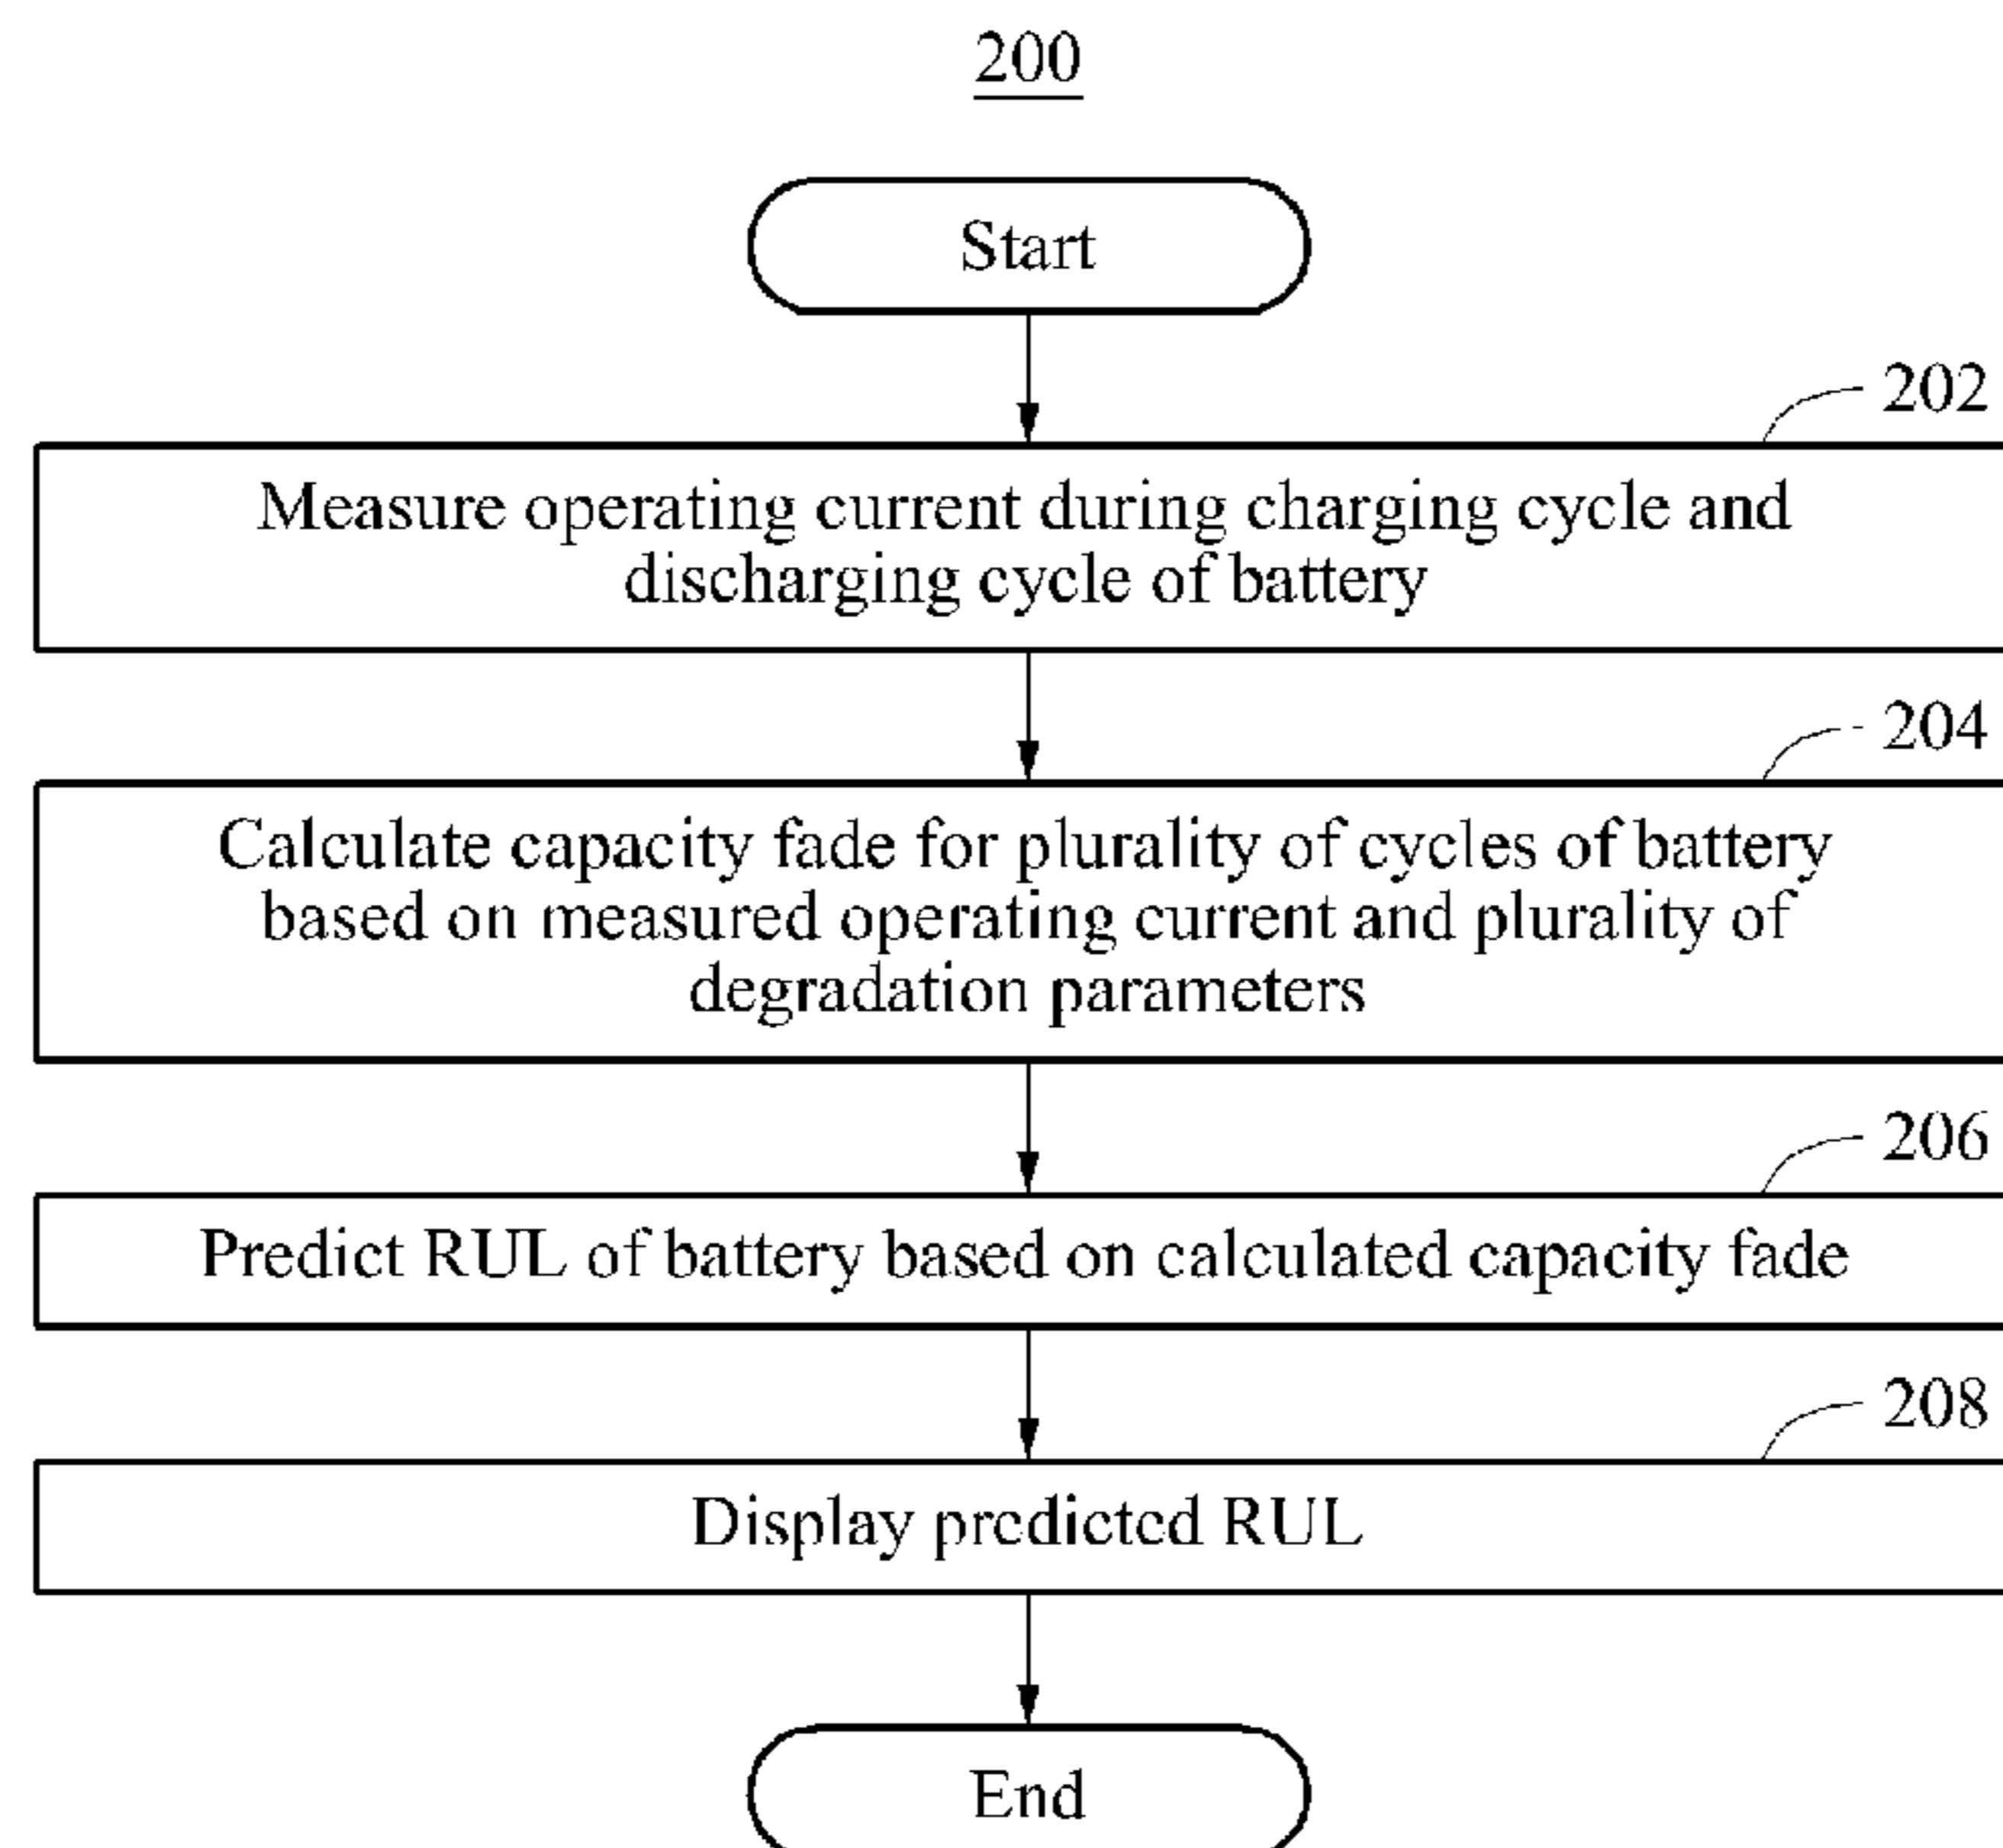 200
Start
202
Measure operating current during charging cycle and
discharging cycle of battery
204
Calculate capacity fade for plurality of cycles of battery
based on measured operating current and plurality of
degradation parameters
206
Predict RUL of battery based on calculated capacity fade
208
Display predicted RUL
End